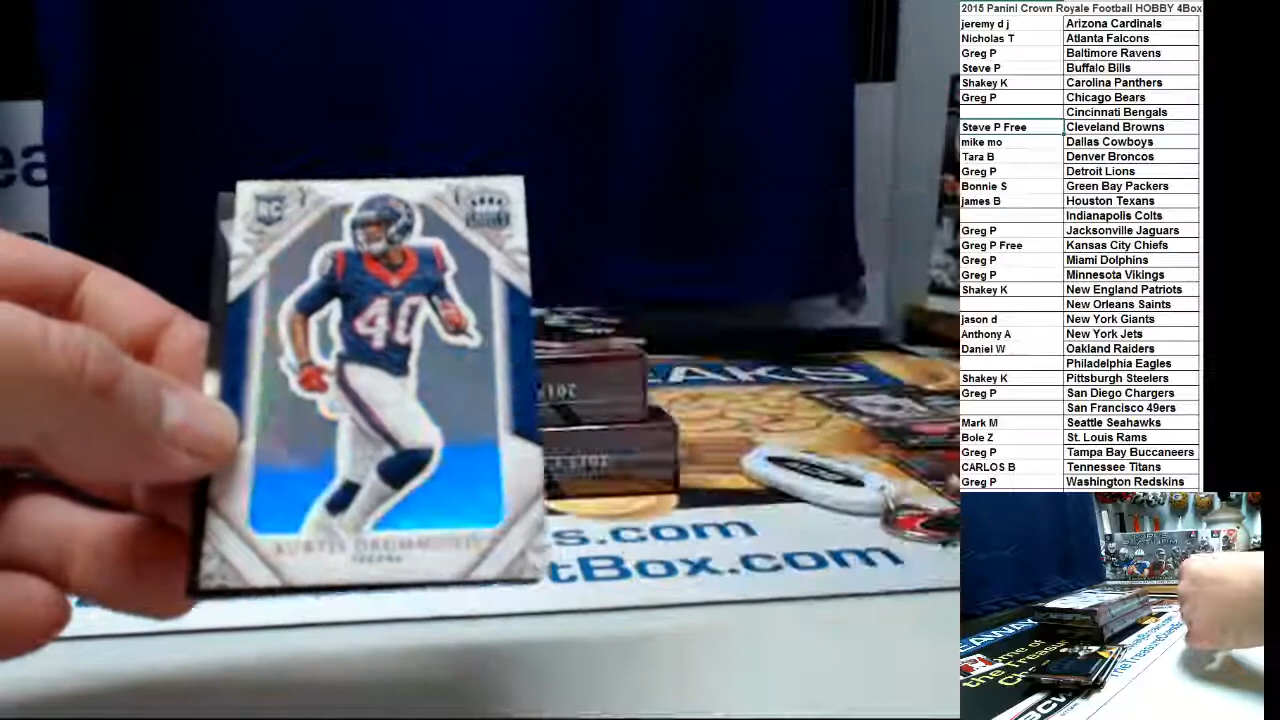 2015 Panini Crown Royale Football HOBBY 4Box
jeremy d j Arizona Cardinals
Nicholas T Atlanta Falcons
Greg P Baltimore Ravens
Steve P Buffalo Bills
Shakey K Carolina Panthers
Greg P Chicago Bears
Cincinnati Bengals
Steve P Free Cleveland Browns
mike mo Dallas Cowboys
Tara B Denver Broncos
Greg P Detroit Lions
Bonnie S Green Bay Packers
james B Houston Texans
Indianapolis Colts
Greg P Jacksonville Jaguars
Greg P Free Kansas City Chiefs
Greg P Miami Dolphins
Greg P Minnesota Vikings
Shakey K New England Patriots
New Orleans Saints
jason d New York Giants
Anthony A New York Jets
Daniel W Oakland Raiders
Philadelphia Eagles
Shakey K Pittsburgh Steelers
Greg P San Diego Chargers
San Francisco 49ers
Mark M Seattle Seahawks
Bole Z St. Louis Rams
Greg P Tampa Bay Buccaneers
CARLOS B Tennessee Titans
Greg P Washington Redskins
RC
40
EAKS
s.com
tBox.com
EAWAY
me of
the Treasure